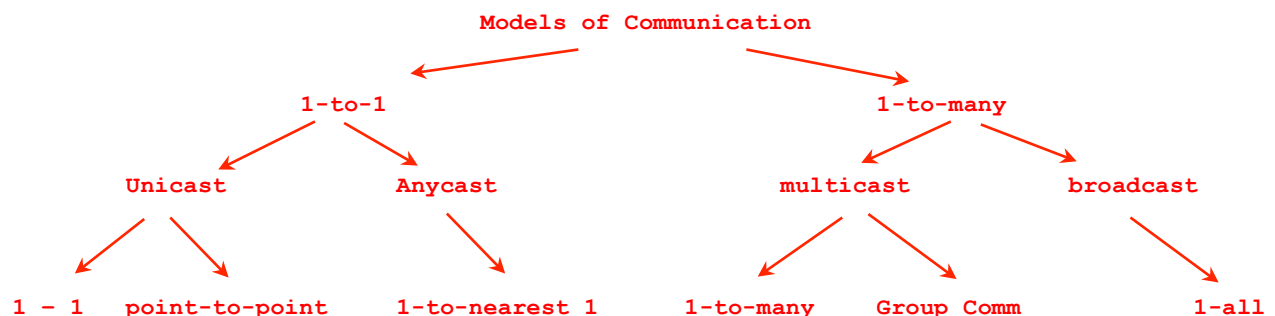 Models of Communication
1-to-1 1-to-many
Unicast Anycast multicast broadcast
1 – 1 point-to-point 1-to-nearest 1 1-to-many Group Comm 1-all